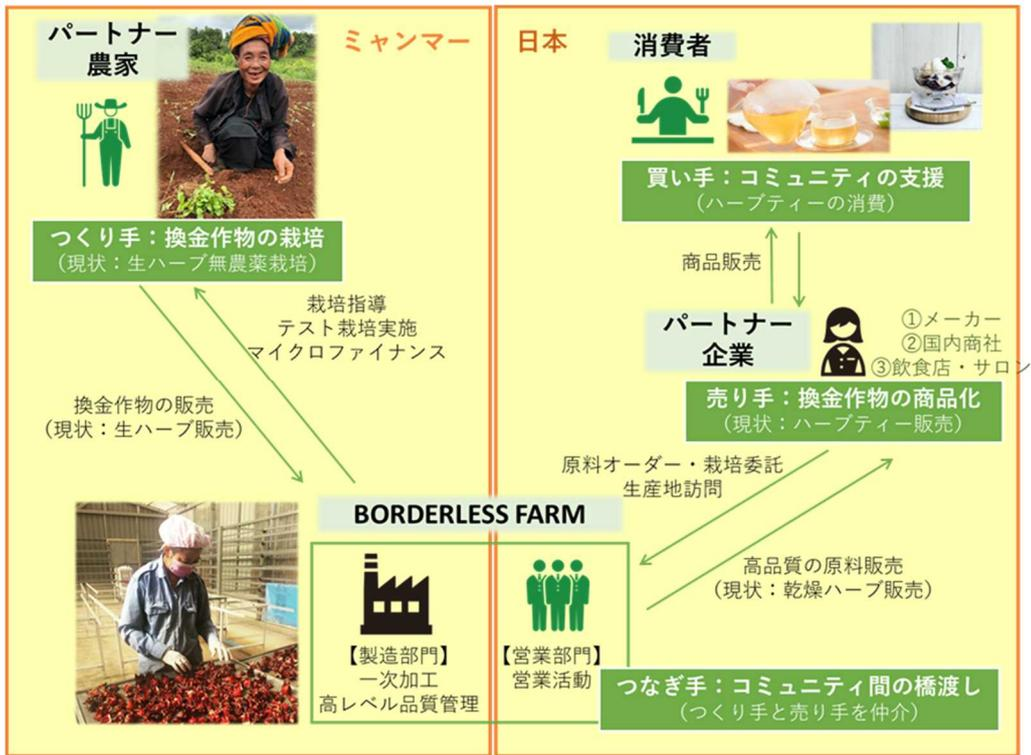 パートナー
農家
ミャンマー
つくり手：換金作物の栽培
（現状：生ハーブ無農薬栽培）
栽培指導
テスト栽培実施
マイクロファイナンス
換金作物の販売
（現状：生ハーブ販売）
日本
消費者
買い手：コミュニティの支援
（ハーブティーの消費）
商品販売
パートナー
企業
①メーカー
②国内商社
③飲食店・サロン
売り手：換金作物の商品化
（現状：ハーブティー販売）
原料オーダー・栽培委託
生産地訪問
高品質の原料販売
（現状：乾燥ハーブ販売）
BORDERLESS FARM
【製造部門】
一次加工
高レベル品質管理
【営業部門】
営業活動
つなぎ手：コミュニティ間の橋渡し
（つくり手と売り手を仲介）